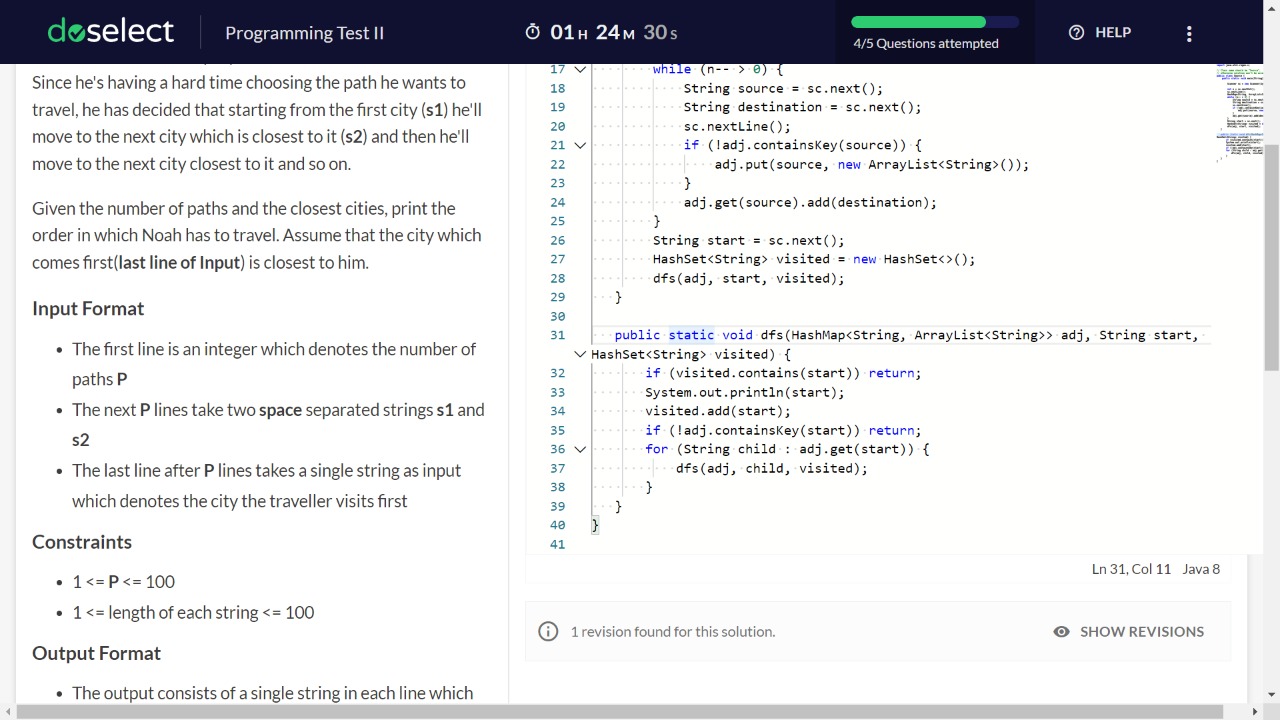 doselect
Programming Test II
01H 24M 30S
4/5 Questions attempted
HELP
Since he's having a hard time choosing the path he wants to
travel, he has decided that starting from the first city (s1) he'll
move to the next city which is closest to it (s2) and then he'll
move to the next city closest to it and so on.
Given the number of paths and the closest cities, print the
order in which Noah has to travel. Assume that the city which
comes first(last line of Input) is closest to him.
Input Format
• The first line is an integer which denotes the number of
paths P
• The next P lines take two space separated strings s1 and
s2
• The last line after P lines takes a single string as input
which denotes the city the traveller visits first
Constraints
• 1 <= P <= 100
• 1 <= length of each string <= 100
Output Format
• The output consists of a single string in each line which
17 while (n-- > 0) {
18 String source = sc.next();
19 String destination = sc.next();
20 sc.nextLine();
21 if (!adj.containsKey(source)) {
22 adj.put(source, new ArrayList<String>());
23 }
24 adj.get(source).add(destination);
25 }
26 String start = sc.next();
27 HashSet<String> visited = new HashSet<>();
28 dfs(adj, start, visited);
29 }
30
31 public static void dfs(HashMap<String, ArrayList<String>> adj, String start,
HashSet<String> visited) {
32 if (visited.contains(start)) return;
33 System.out.println(start);
34 visited.add(start);
35 if (!adj.containsKey(start)) return;
36 for (String child : adj.get(start)) {
37 dfs(adj, child, visited);
38 }
39 }
40 }
41
Ln 31, Col 11 Java 8
1 revision found for this solution.
SHOW REVISIONS